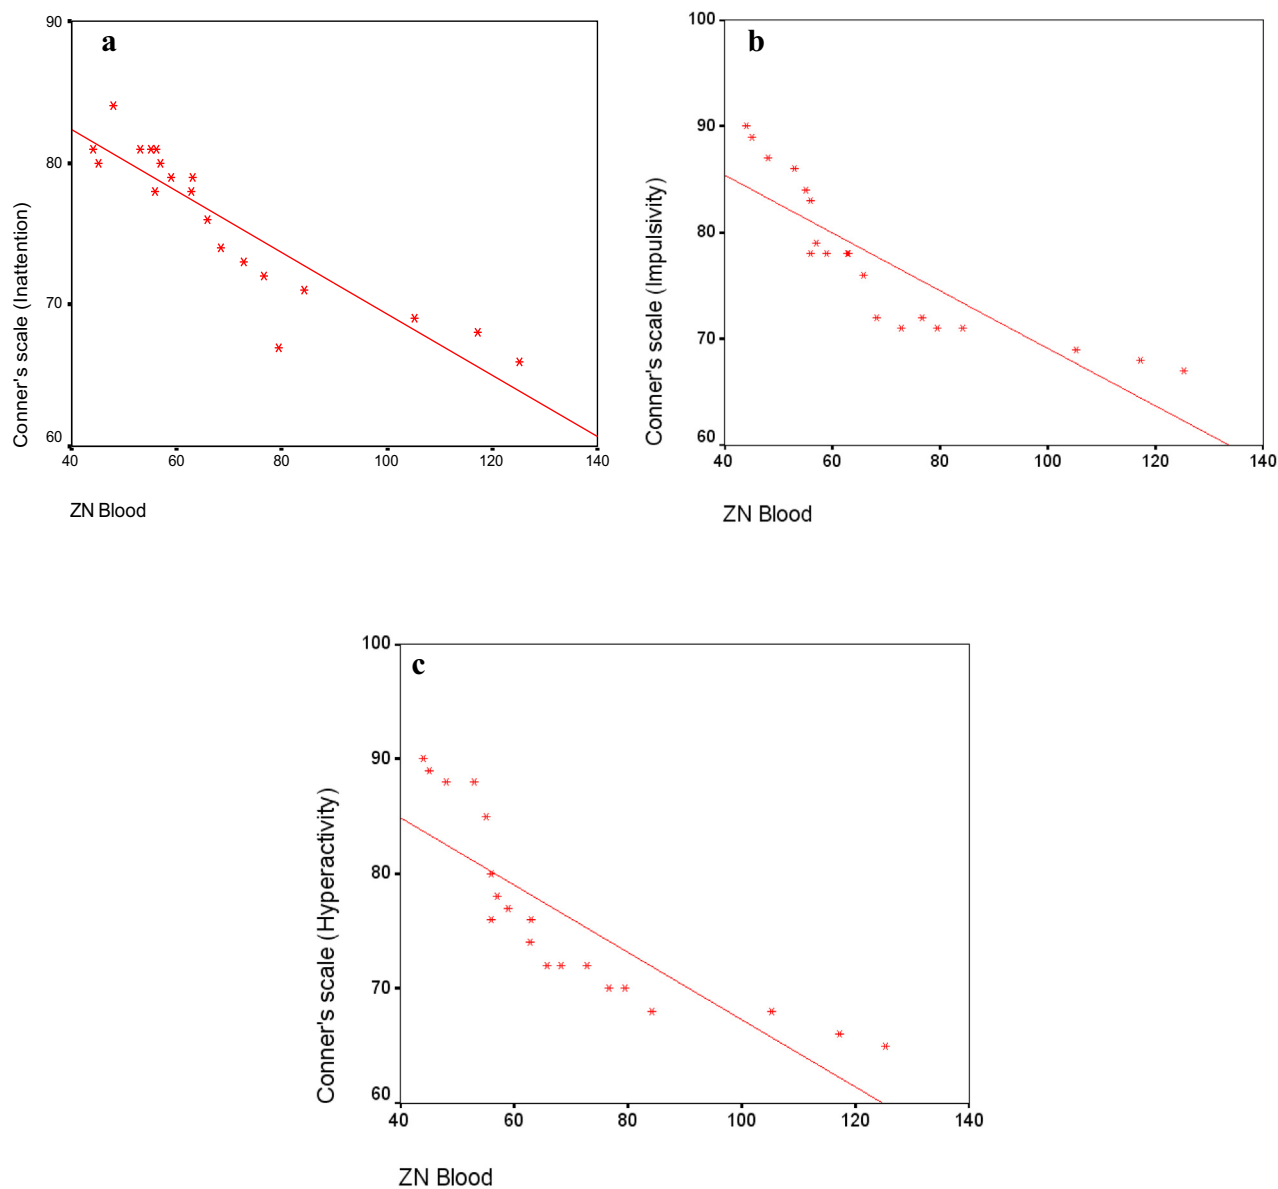 90
a
80
70
60
40 60 80 100 120 140
Conner's scale (Inattention)
ZN Blood
100
b
90
80
70
60
40 60 80 100 120 140
Conner's scale (Impulsivity)
ZN Blood
100
c
90
80
70
60
40 60 80 100 120 140
Conner's scale (Hyperactivity)
ZN Blood